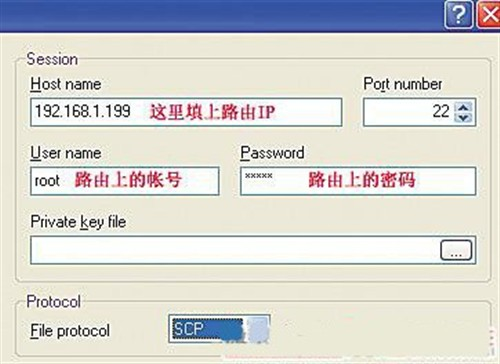 Session
Host name
Port number
192.168.1.199 这里填上路由IP
22
User name
Password
root 路由上的帐号
***** 路由上的密码
Private key file
...
Protocol
File protocol
SCP